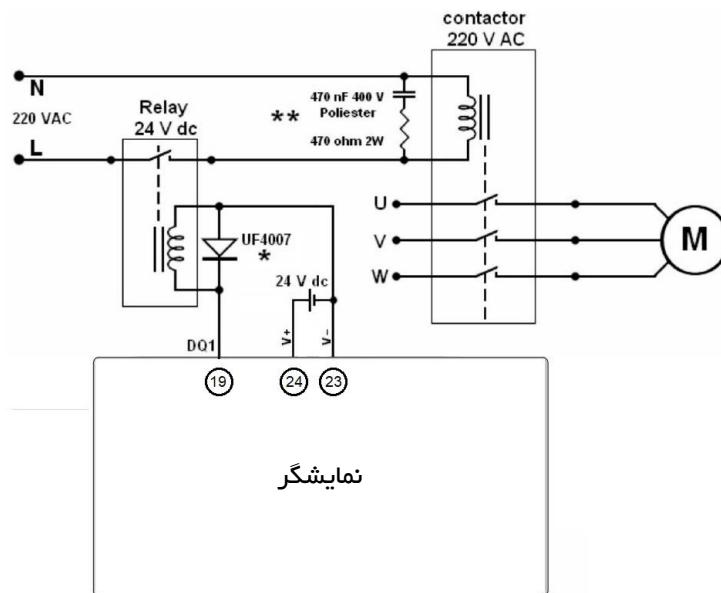 contactor
220 V AC
N
220 VAC
L
Relay
24 V dc
**
470 nF 400 V
Poliester
470 ohm 2W
U
V
W
M
UF4007
*
24 V dc
DQ1
V+
V-
19
24
23
نمایشگر